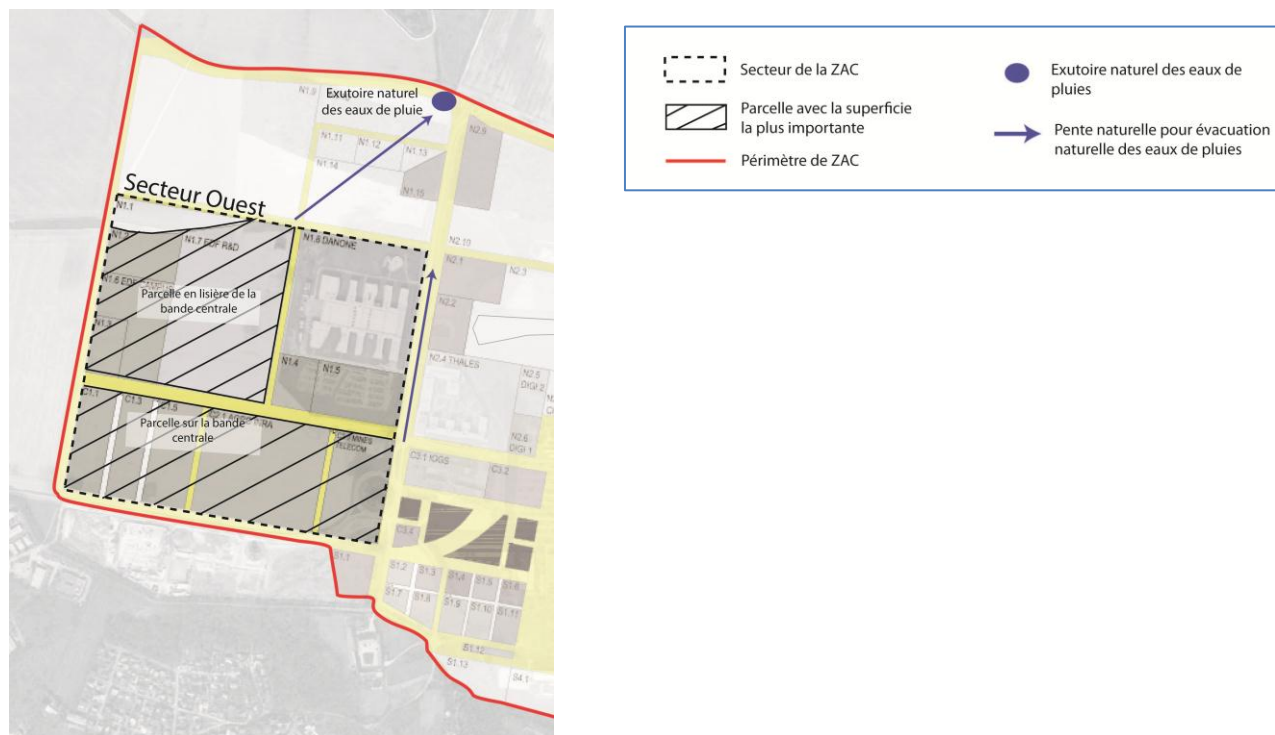 Exutoire naturel
des eaux de pluie
N1.9
N1.11
N1.12
N1.13
N1.14
N1.15
N2.9
Secteur Ouest
N1.1
N1.7 EDF R&D
N1.8 DANONE
N2.10
N2.1
N2.3
N2.2
Parcelle en lisière de la
bande centrale
N1.3
N1.4
N1.5
N2.4 THALES
N2.5
DIGI 2
N2.6
DIGI 1
C1.1
C1.3
C1.5
Parcelle sur la bande
centrale
MINES
TELECOM
C3.1 IOGS
C3.2
C3.4
S1.1
S1.2
S1.3
S1.4
S1.5
S1.6
S1.7
S1.8
S1.9
S1.10
S1.11
S1.12
S1.13
S4.1
Secteur de la ZAC
Parcelle avec la superficie
la plus importante
Périmètre de ZAC
Exutoire naturel des eaux de
pluies
Pente naturelle pour évacuation
naturelle des eaux de pluies